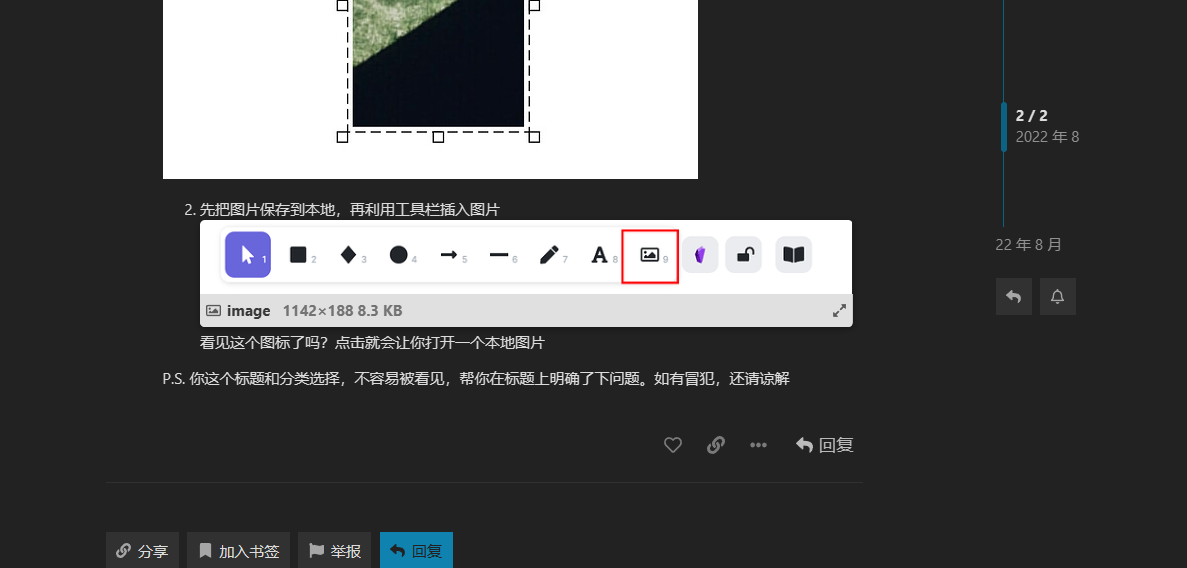 2 / 2
2022 年 8
2. 先把图片保存到本地，再利用工具栏插入图片
1 2 3 4 5 6 7 A 8 9
22 年 8 月
image 1142×188 8.3 KB
看见这个图标了吗？点击就会让你打开一个本地图片
P.S. 你这个标题和分类选择，不容易被看见，帮你在标题上明确了下问题。如有冒犯，还请谅解
回复
分享 加入书签 举报 回复